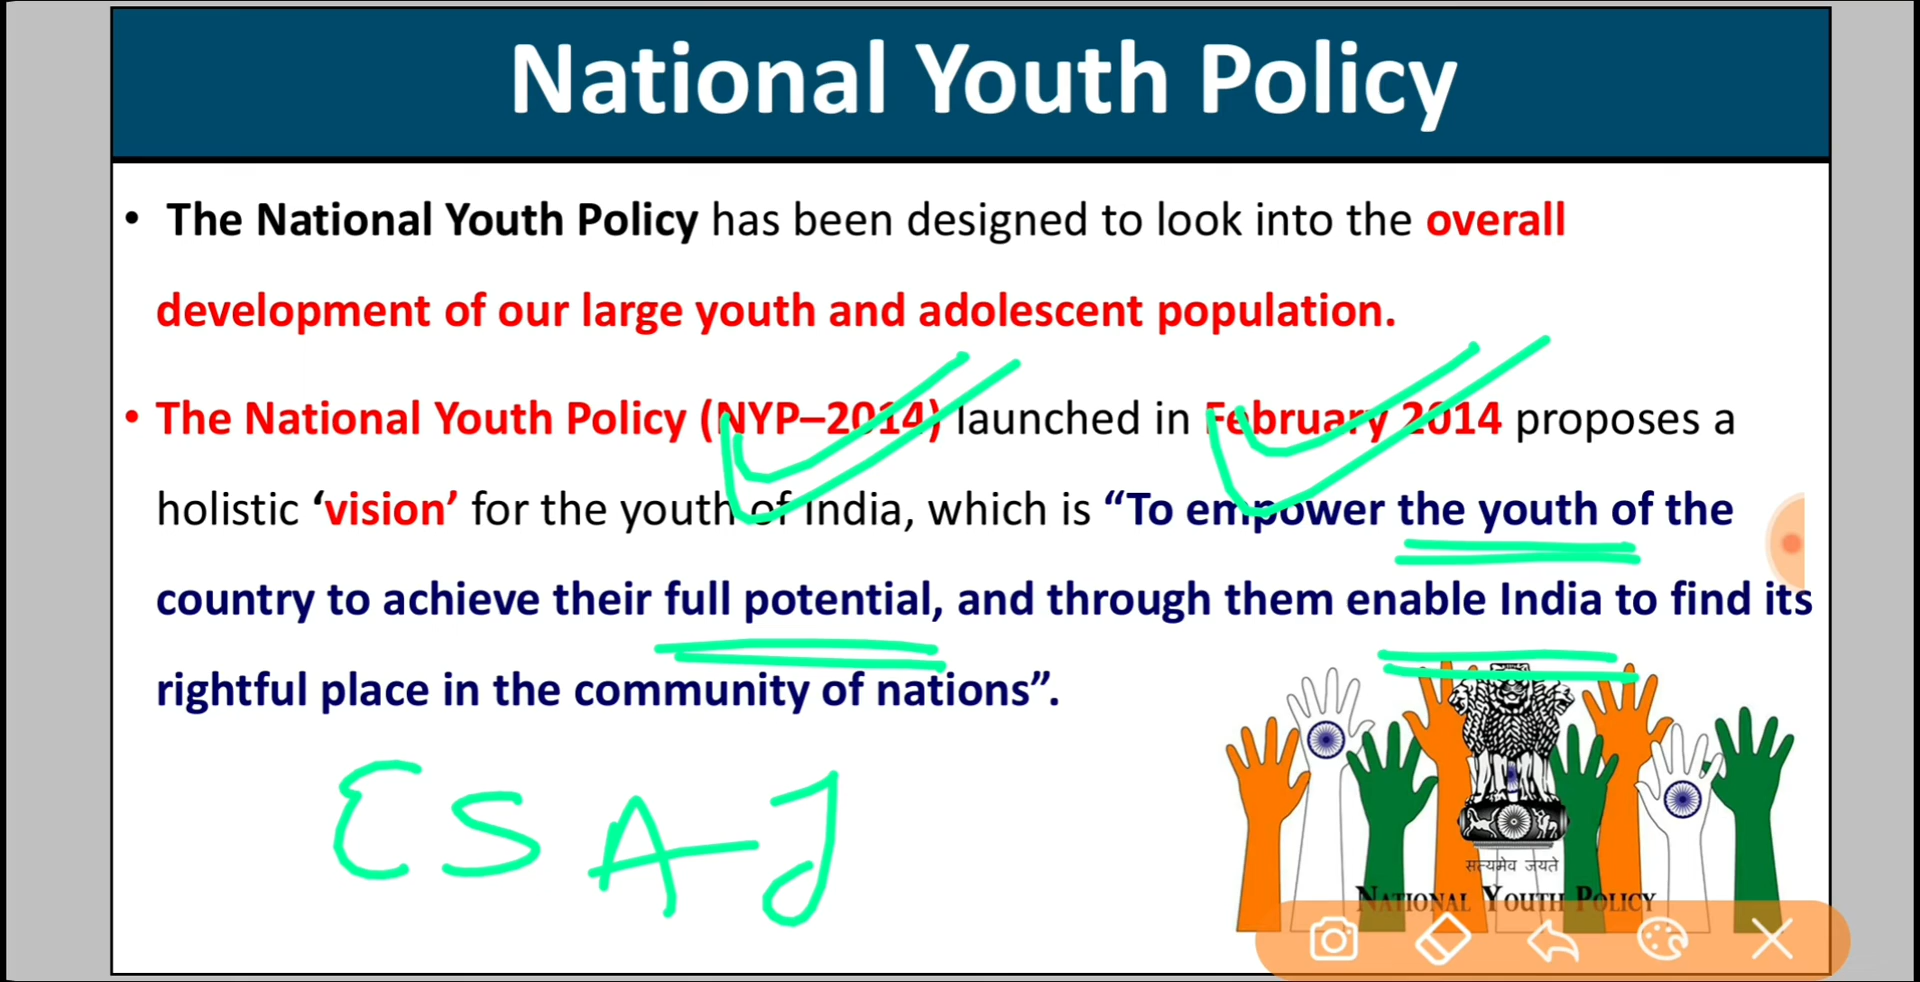 National Youth Policy
• The National Youth Policy has been designed to look into the overall
development of our large youth and adolescent population.
• The National Youth Policy (NYP–2014) launched in February 2014 proposes a
holistic ‘vision’ for the youth of India, which is “To empower the youth of the
country to achieve their full potential, and through them enable India to find its
rightful place in the community of nations”.
सत्यमेव जयते
NATIONAL YOUTH POLICY